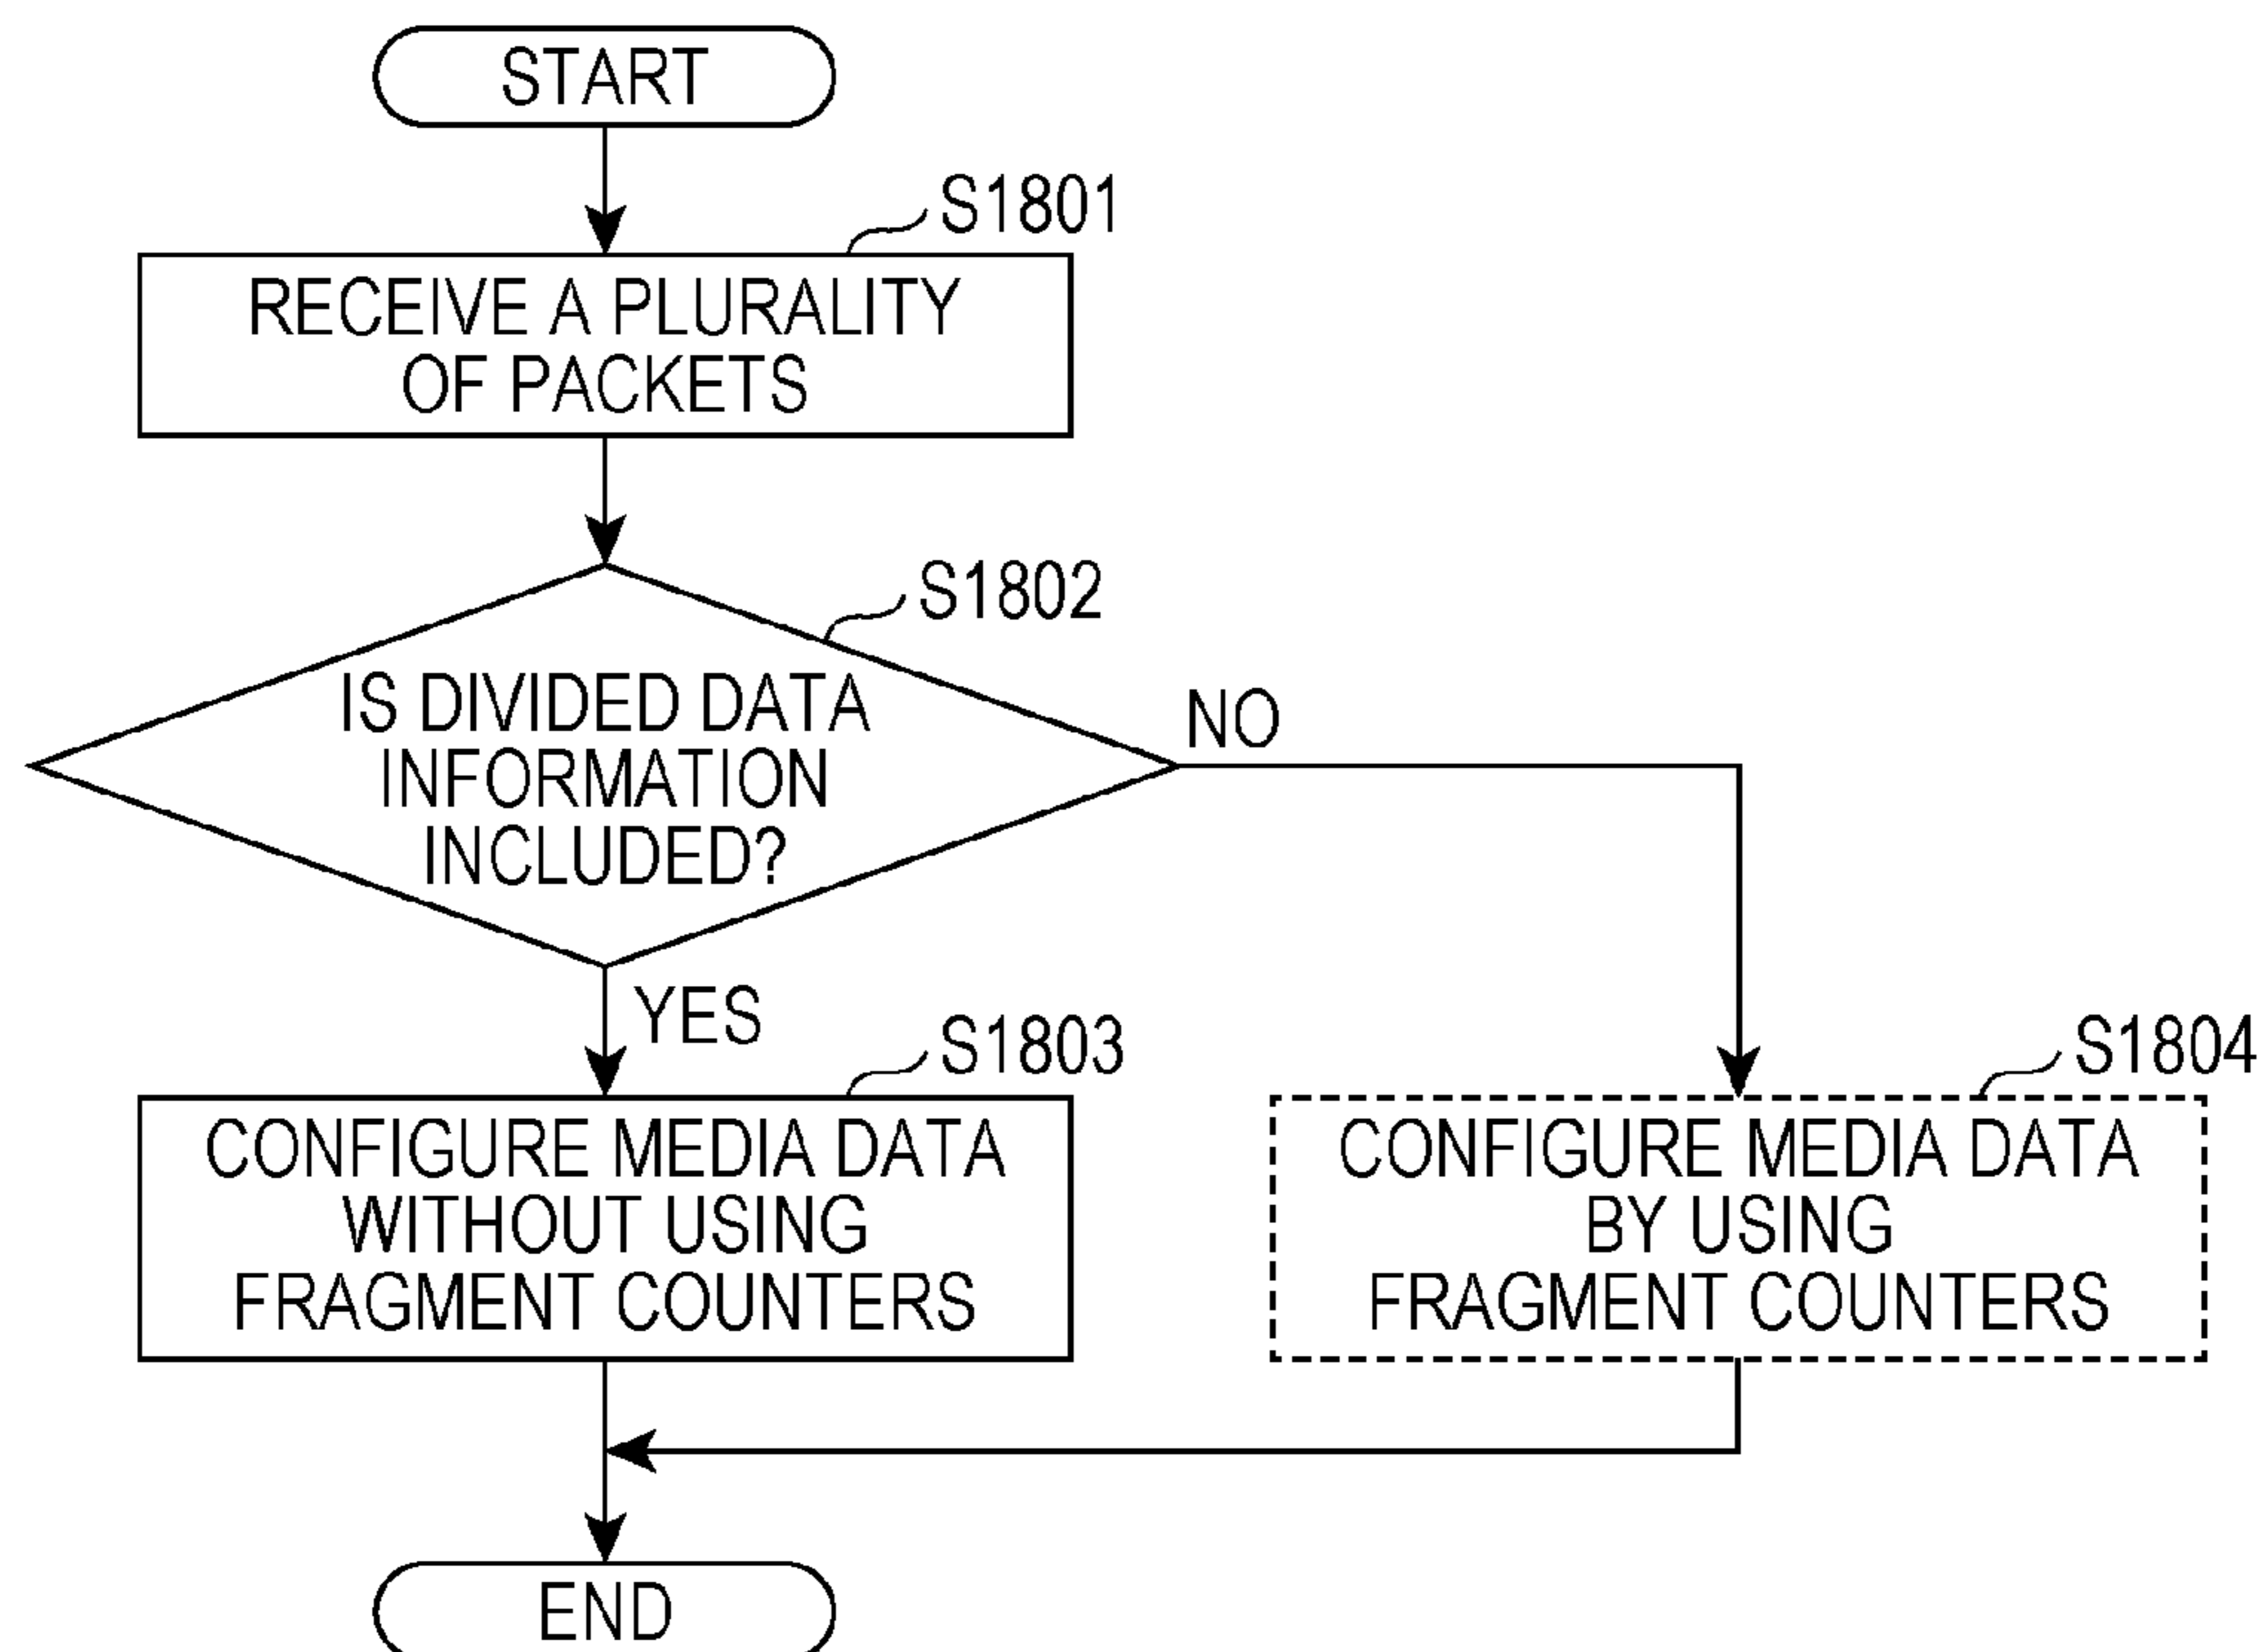 START
S1801
RECEIVE A PLURALITY
OF PACKETS
S1802
IS DIVIDED DATA
INFORMATION
INCLUDED?
NO
YES
S1803
CONFIGURE MEDIA DATA
WITHOUT USING
FRAGMENT COUNTERS
S1804
CONFIGURE MEDIA DATA
BY USING
FRAGMENT COUNTERS
END